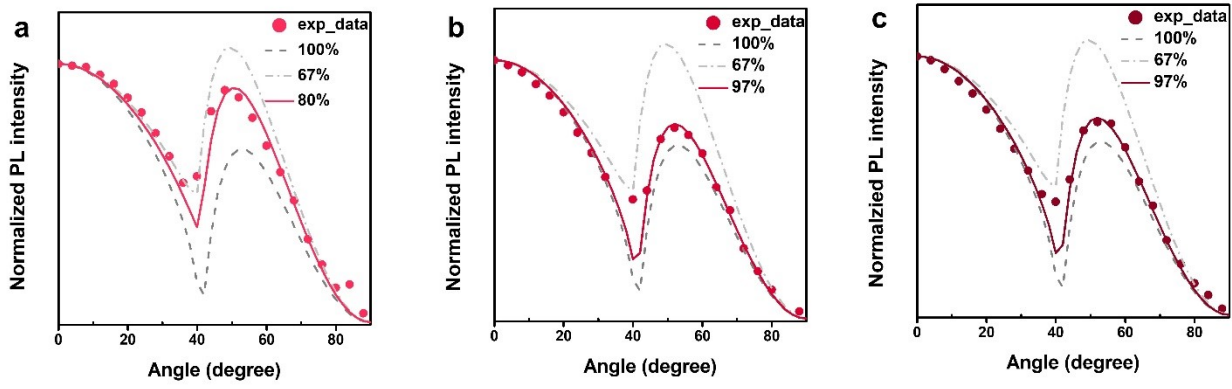 a
exp_data
100%
67%
80%
Normalized PL intensity
0 20 40 60 80
Angle (degree)
b
exp_data
100%
67%
97%
Normalized PL intensity
0 20 40 60 80
Angle (degree)
c
exp_data
100%
67%
97%
Normalzied PL intensity
0 20 40 60 80
Angle (degree)